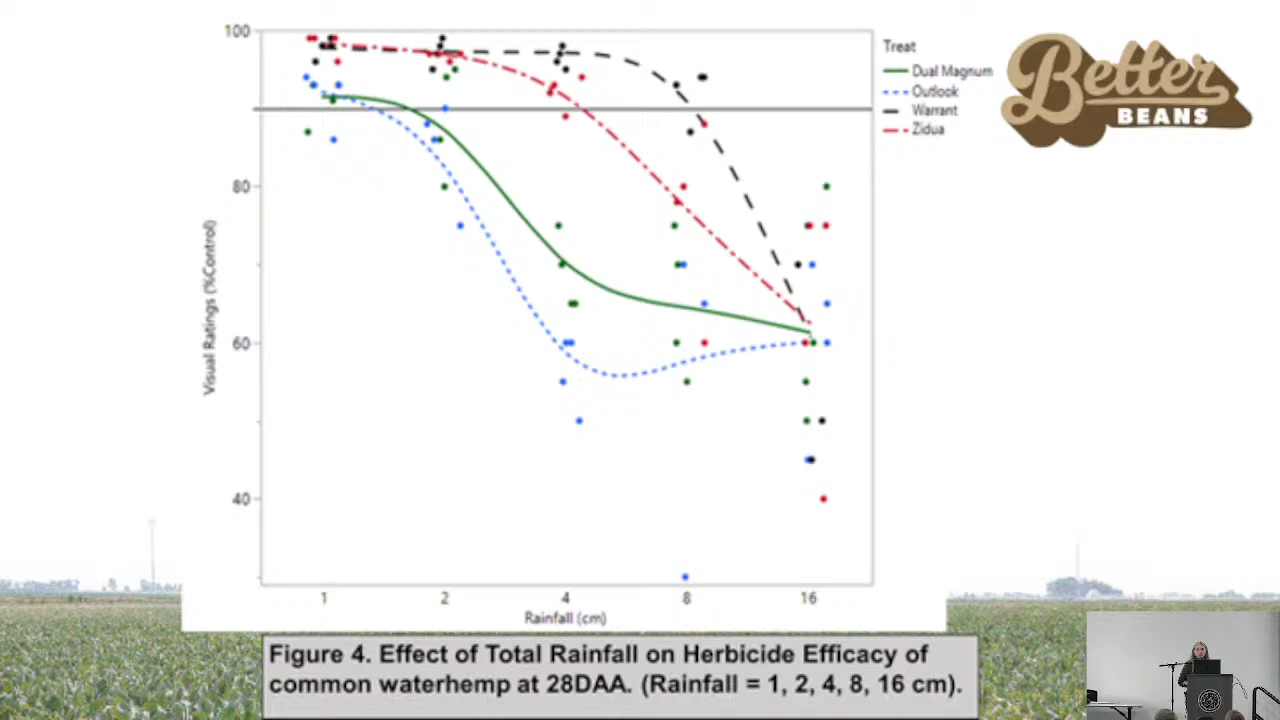 100
80
60
40
Visual Ratings (%Control)
1 2 4 8 16
Rainfall (cm)
Treat
Dual Magnum
Outlook
Warrant
Zidua
Better
BEANS
Figure 4. Effect of Total Rainfall on Herbicide Efficacy of
common waterhemp at 28DAA. (Rainfall = 1, 2, 4, 8, 16 cm).